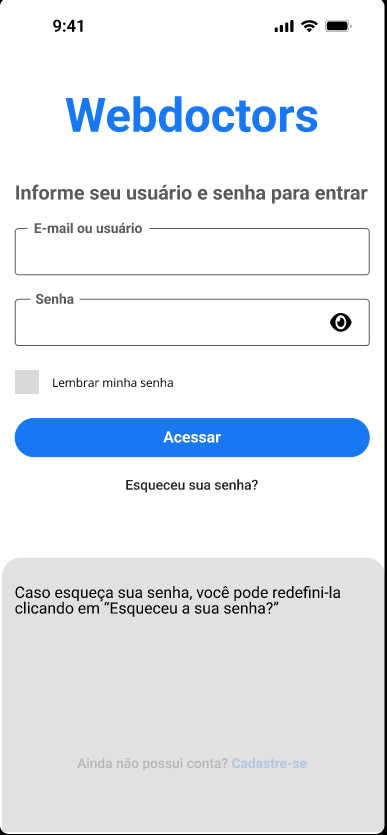 9:41
Webdoctors
Informe seu usuário e senha para entrar
E-mail ou usuário
Senha
Lembrar minha senha
Acessar
Esqueceu sua senha?
Caso esqueça sua senha, você pode redefini-la
clicando em “Esqueceu a sua senha?”
Ainda não possui conta? Cadastre-se